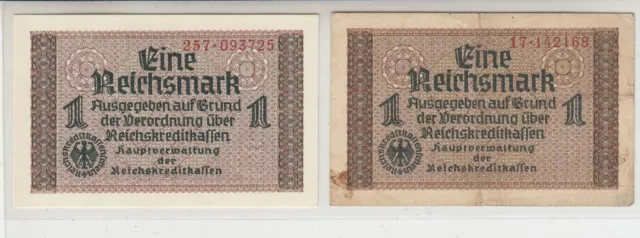 257·093725
Eine
Reichsmark
1 Ausgegeben auf Grund 1
der Verordnung über
Reichskreditkassen
Hauptverwaltung
der
Reichskreditkassen
17·142168
Eine
Reichsmark
1 Ausgegeben auf Grund 1
der Verordnung über
Reichskreditkassen
Hauptverwaltung
der
Reichskreditkassen